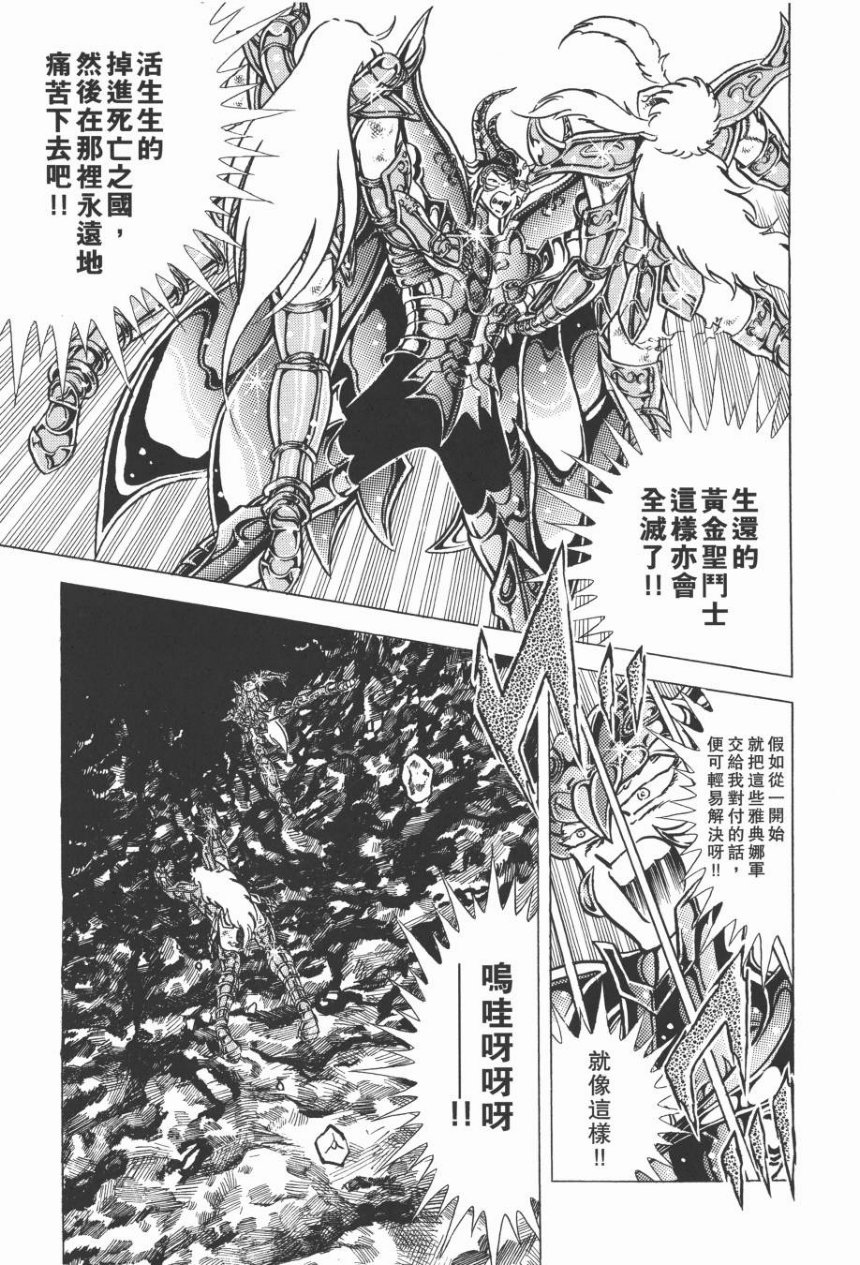 活生生的
掉進死亡之國，
然後在那裡永遠地
痛苦下去吧!!
生還的
黃金聖鬥士
這樣亦會
全滅了!!
假如從一開始
就把這些雅典娜軍
交給我對付的話，
便可輕易解決呀!!
就像這樣!!
嗚哇呀呀呀
——!!